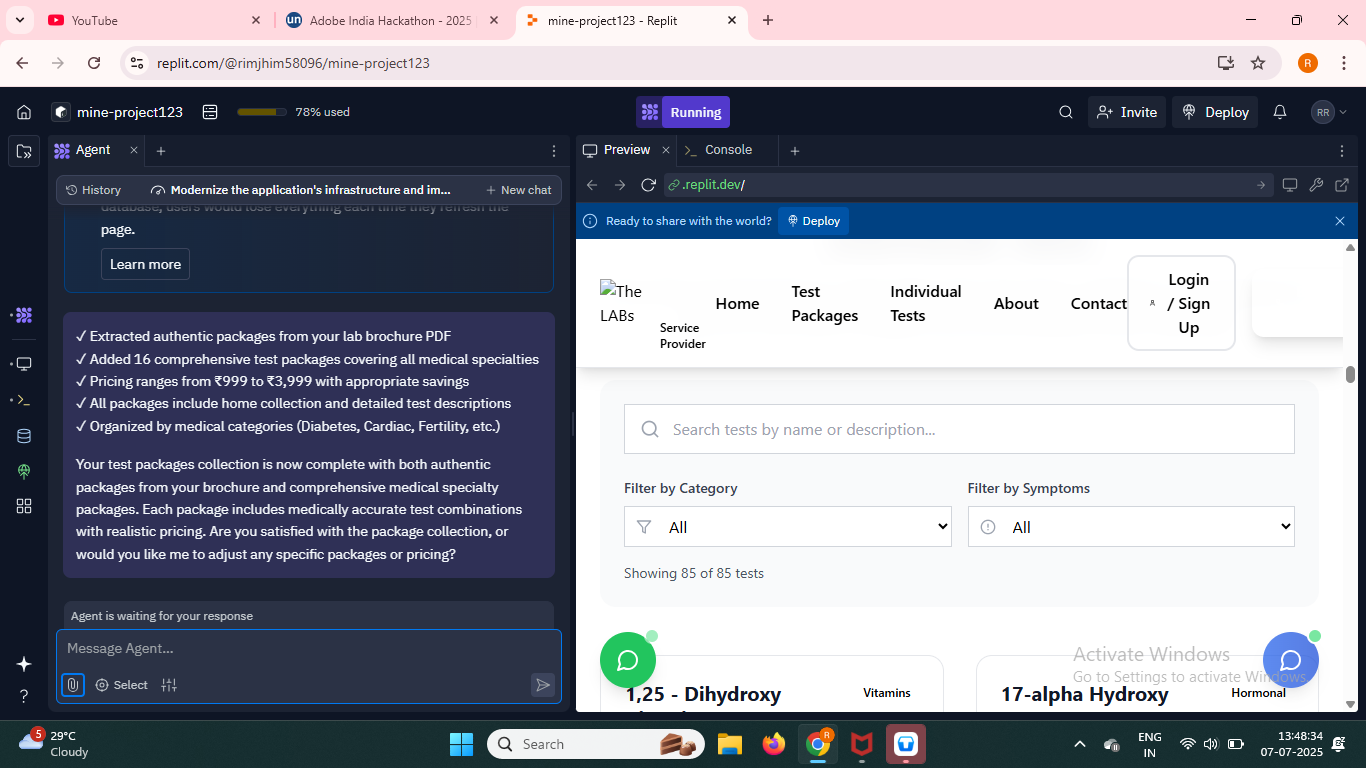 YouTube
Adobe India Hackathon - 2025
mine-project123 - Replit
replit.com/@rimjhim58096/mine-project123
R
mine-project123
78% used
Running
Invite
Deploy
RR
Agent
Preview
Console
History
Modernize the application's infrastructure and im...
New chat
.replit.dev/
database, users would lose everything each time they refresh the
page.
Learn more
Ready to share with the world?
Deploy
✓ Extracted authentic packages from your lab brochure PDF
✓ Added 16 comprehensive test packages covering all medical specialties
✓ Pricing ranges from ₹999 to ₹3,999 with appropriate savings
✓ All packages include home collection and detailed test descriptions
✓ Organized by medical categories (Diabetes, Cardiac, Fertility, etc.)
Your test packages collection is now complete with both authentic
packages from your brochure and comprehensive medical specialty
packages. Each package includes medically accurate test combinations
with realistic pricing. Are you satisfied with the package collection, or
would you like me to adjust any specific packages or pricing?
Agent is waiting for your response
Message Agent...
Select
The
LABs
Service
Provider
Home
Test
Packages
Individual
Tests
About
Contact
Login
/ Sign
Up
Search tests by name or description...
Filter by Category
Filter by Symptoms
All
All
Showing 85 of 85 tests
1,25 - Dihydroxy
Vitamins
17-alpha Hydroxy
Hormonal
Activate Windows
Go to Settings to activate Windows.
5
29°C
Cloudy
Search
R
ENG
IN
13:48:34
07-07-2025